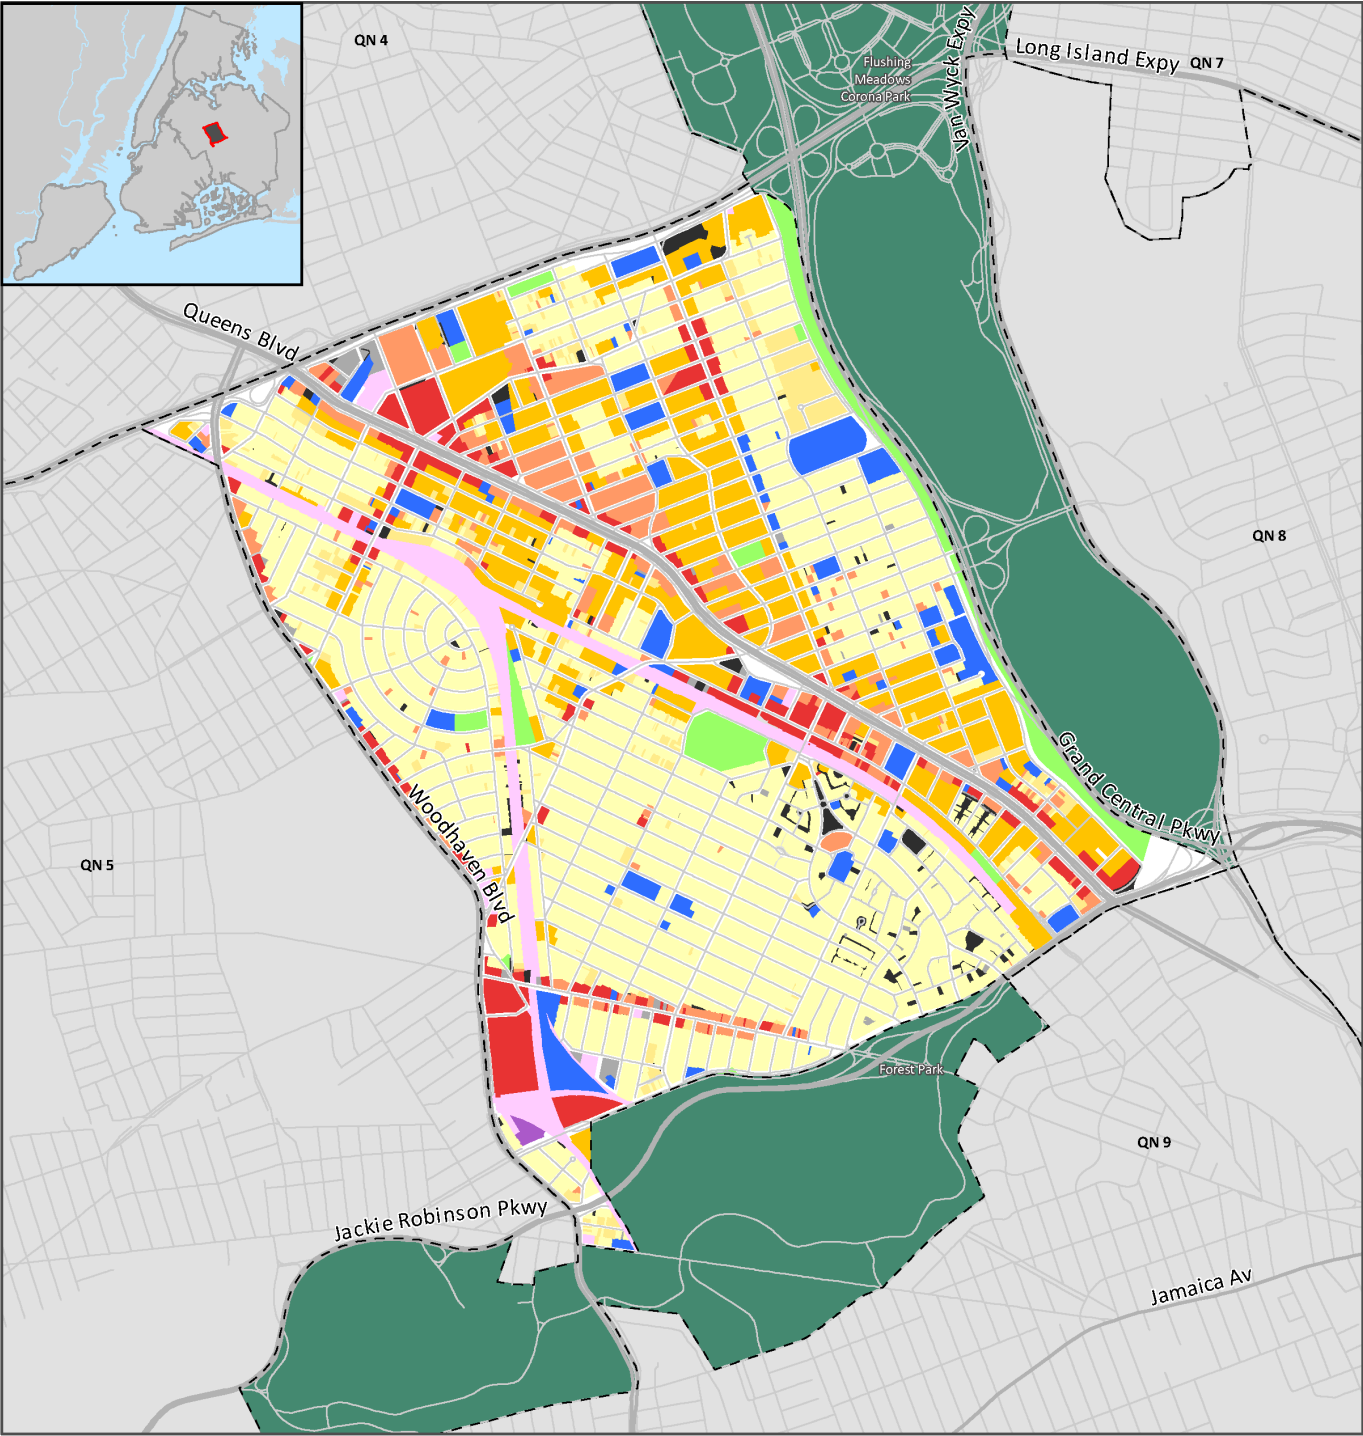 QN 4
Flushing
Meadows
Corona Park
Van Wyck Expy
Long Island Expy
QN 7
Queens Blvd
QN 8
Grand Central Pkwy
Woodhaven Blvd
QN 5
Forest Park
QN 9
Jackie Robinson Pkwy
Jamaica Av